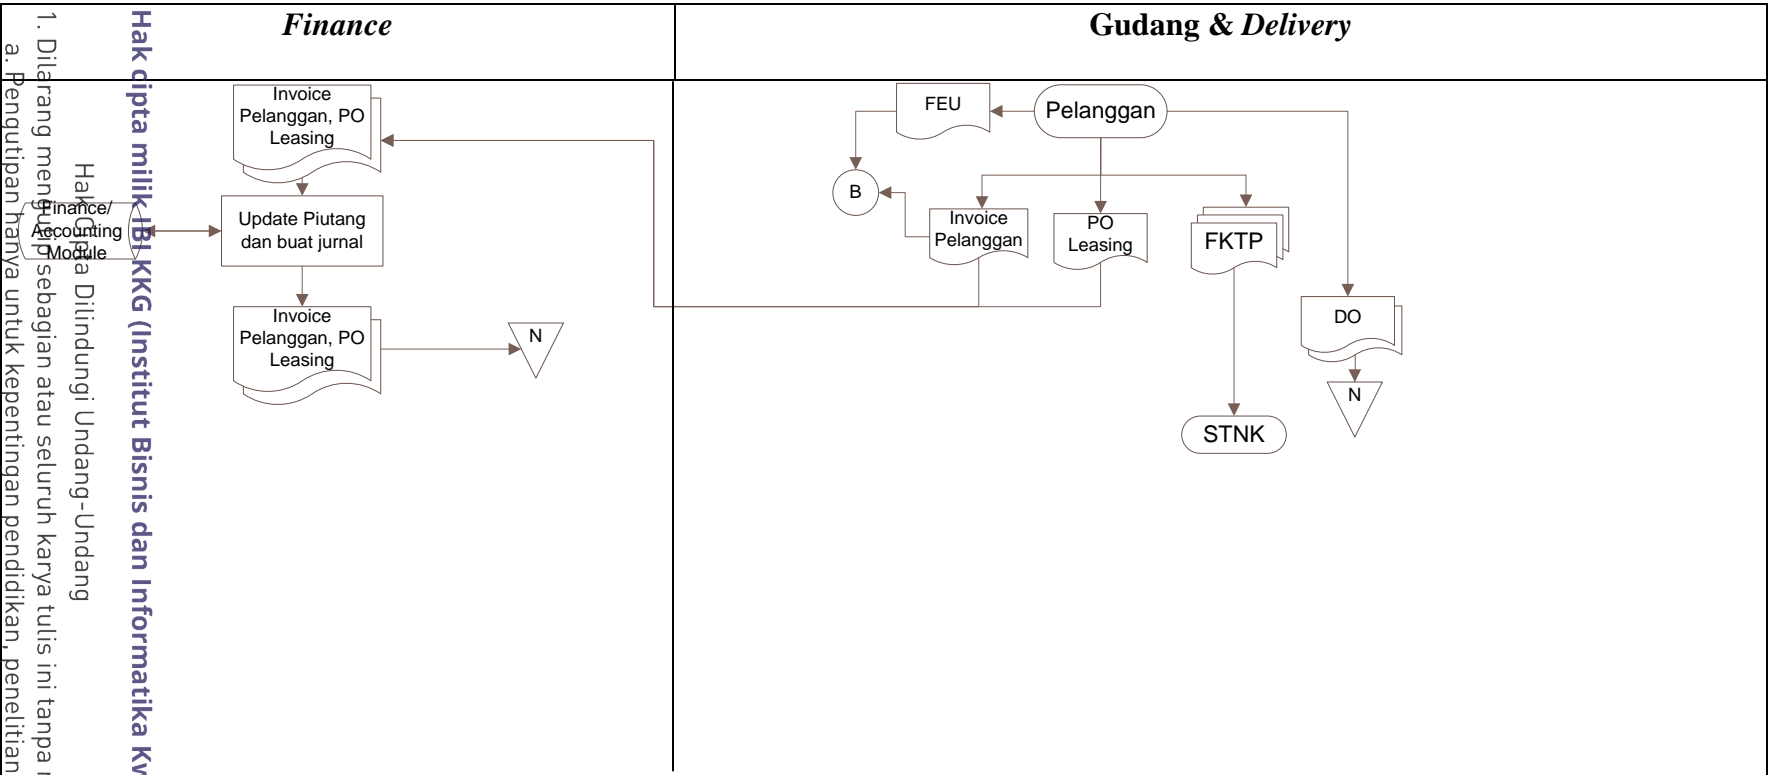 Finance
Gudang & Delivery
Invoice
Pelanggan, PO
Leasing
Finance/
Accounting
Module
Update Piutang
dan buat jurnal
Invoice
Pelanggan, PO
Leasing
N
FEU
Pelanggan
B
Invoice
Pelanggan
PO
Leasing
FKTP
DO
N
STNK
Hak cipta milik IBI KKG (Institut Bisnis dan Informatika Kw
Hak Cipta Dilindungi Undang-Undang
1. Dilarang mengutip sebagian atau seluruh karya tulis ini tanpa
a. Pengutipan hanya untuk kepentingan pendidikan, penelitian